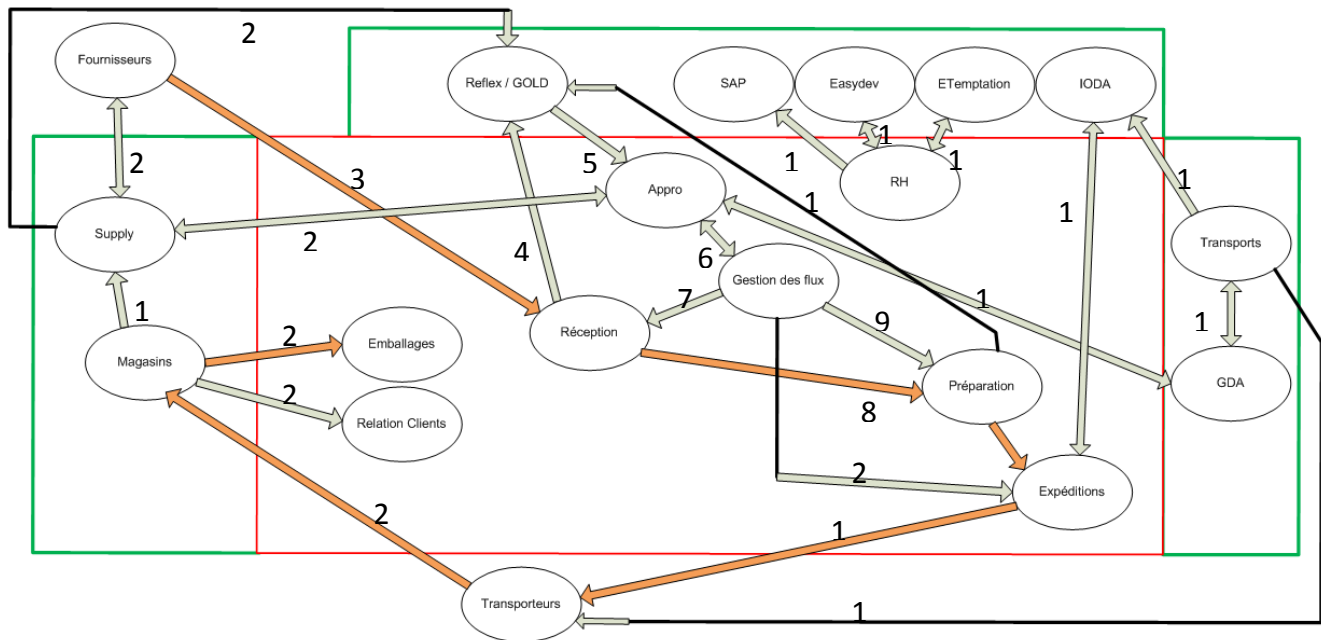 2
Fournisseurs
Reflex / GOLD
SAP
Easydev
ETemptation
IODA
2
3
5
1
1
1
Appro
RH
1
1
1
Supply
2
4
6
Transports
Gestion des flux
1
7
1
1
9
Réception
Magasins
2
Emballages
Préparation
GDA
2
8
Relation Clients
2
Expéditions
2
1
Transporteurs
1